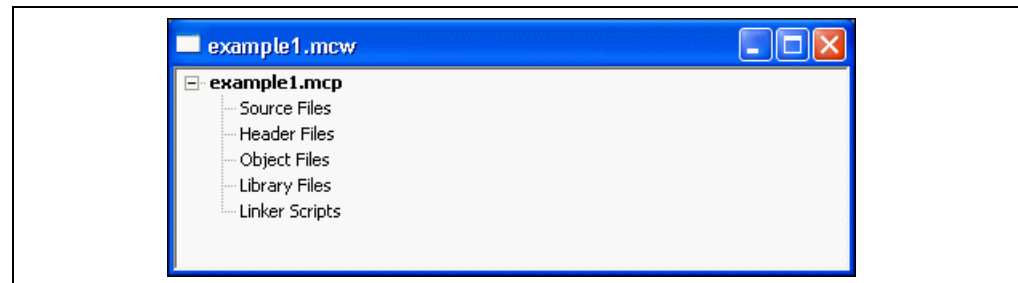 example1.mcw
example1.mcp
Source Files
Header Files
Object Files
Library Files
Linker Scripts